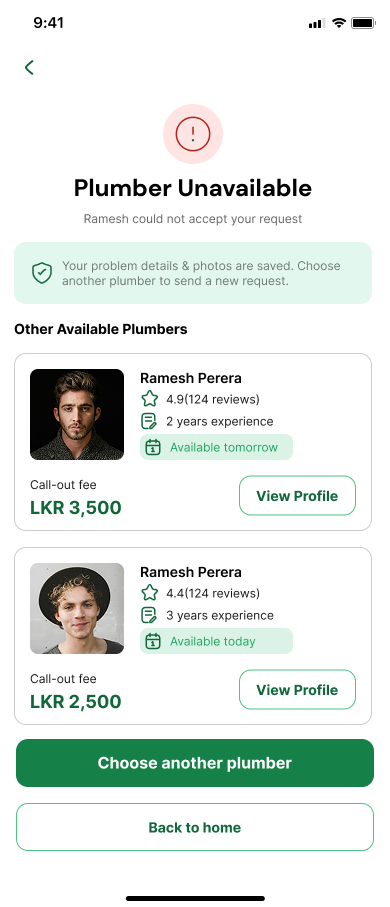 9:41
Plumber Unavailable
Ramesh could not accept your request
Your problem details & photos are saved. Choose
another plumber to send a new request.
Other Available Plumbers
Ramesh Perera
4.9(124 reviews)
2 years experience
Available tomorrow
Call-out fee
LKR 3,500
View Profile
Ramesh Perera
4.4(124 reviews)
3 years experience
Available today
Call-out fee
LKR 2,500
View Profile
Choose another plumber
Back to home